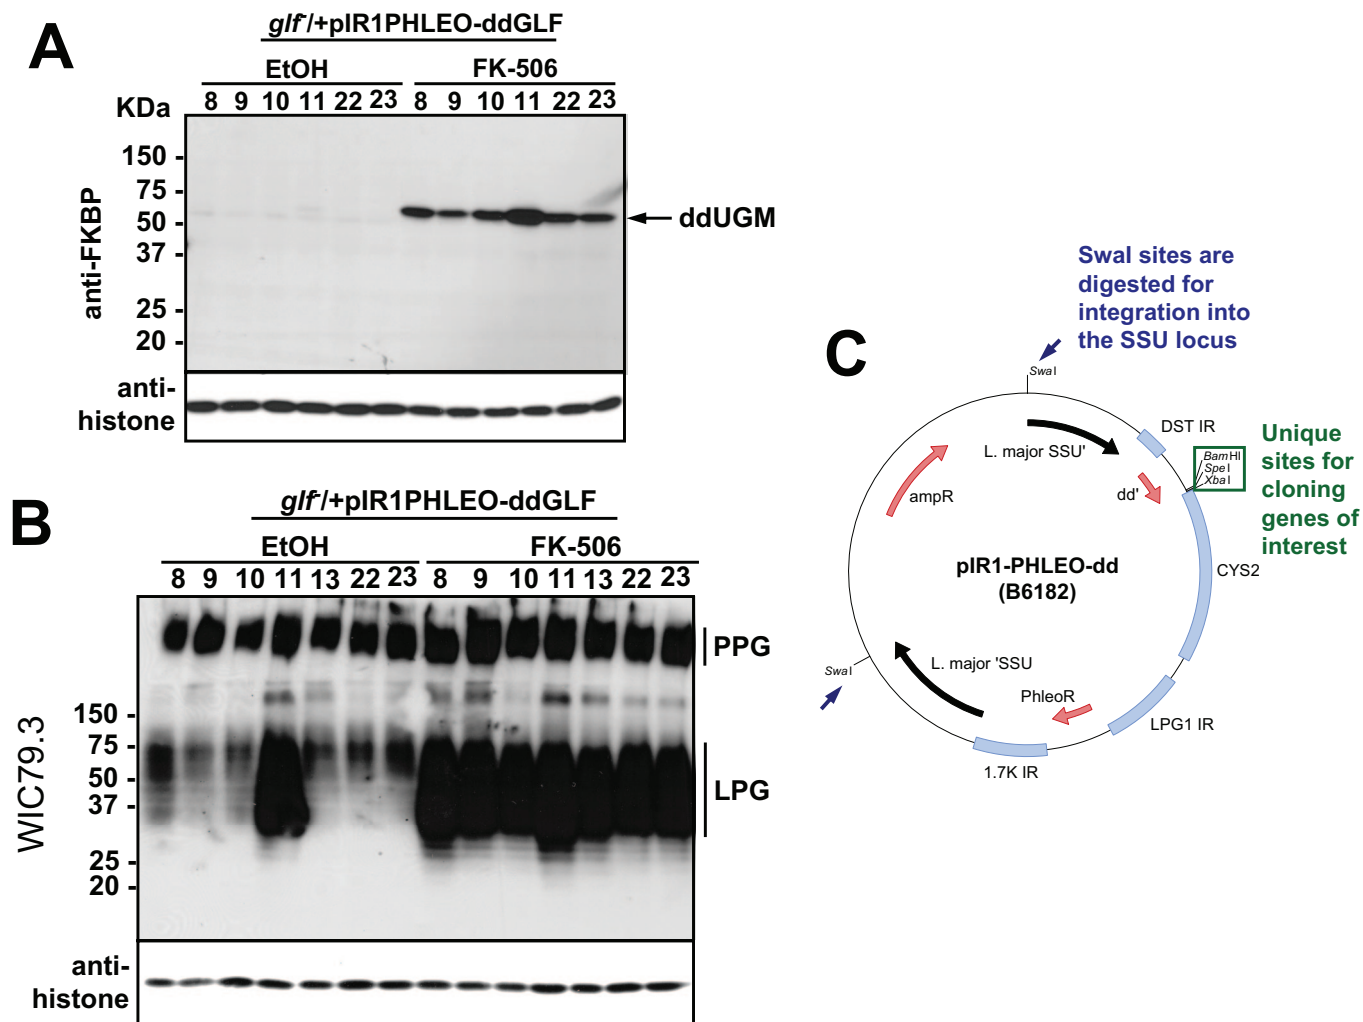 A
glf-/+pIR1PHLEO-ddGLF
EtOH FK-506
KDa 8 9 10 11 22 23 8 9 10 11 22 23
150 -
75 -
50 -
37 -
25 -
20 -
anti-FKBP
ddUGM
anti-
histone
B
glf-/+pIR1PHLEO-ddGLF
EtOH FK-506
8 9 10 11 13 22 23 8 9 10 11 13 22 23
PPG
150 -
75 -
50 -
37 -
25 -
20 -
WIC79.3
LPG
anti-
histone
C
SwaI sites are
digested for
integration into
the SSU locus
SwaI
DST IR
L. major SSU'
dd'
BamHI
SpeI
XbaI
Unique
sites for
cloning
genes of
interest
ampR
pIR1-PHLEO-dd
(B6182)
CYS2
L. major 'SSU
SwaI
PhleoR
LPG1 IR
1.7K IR